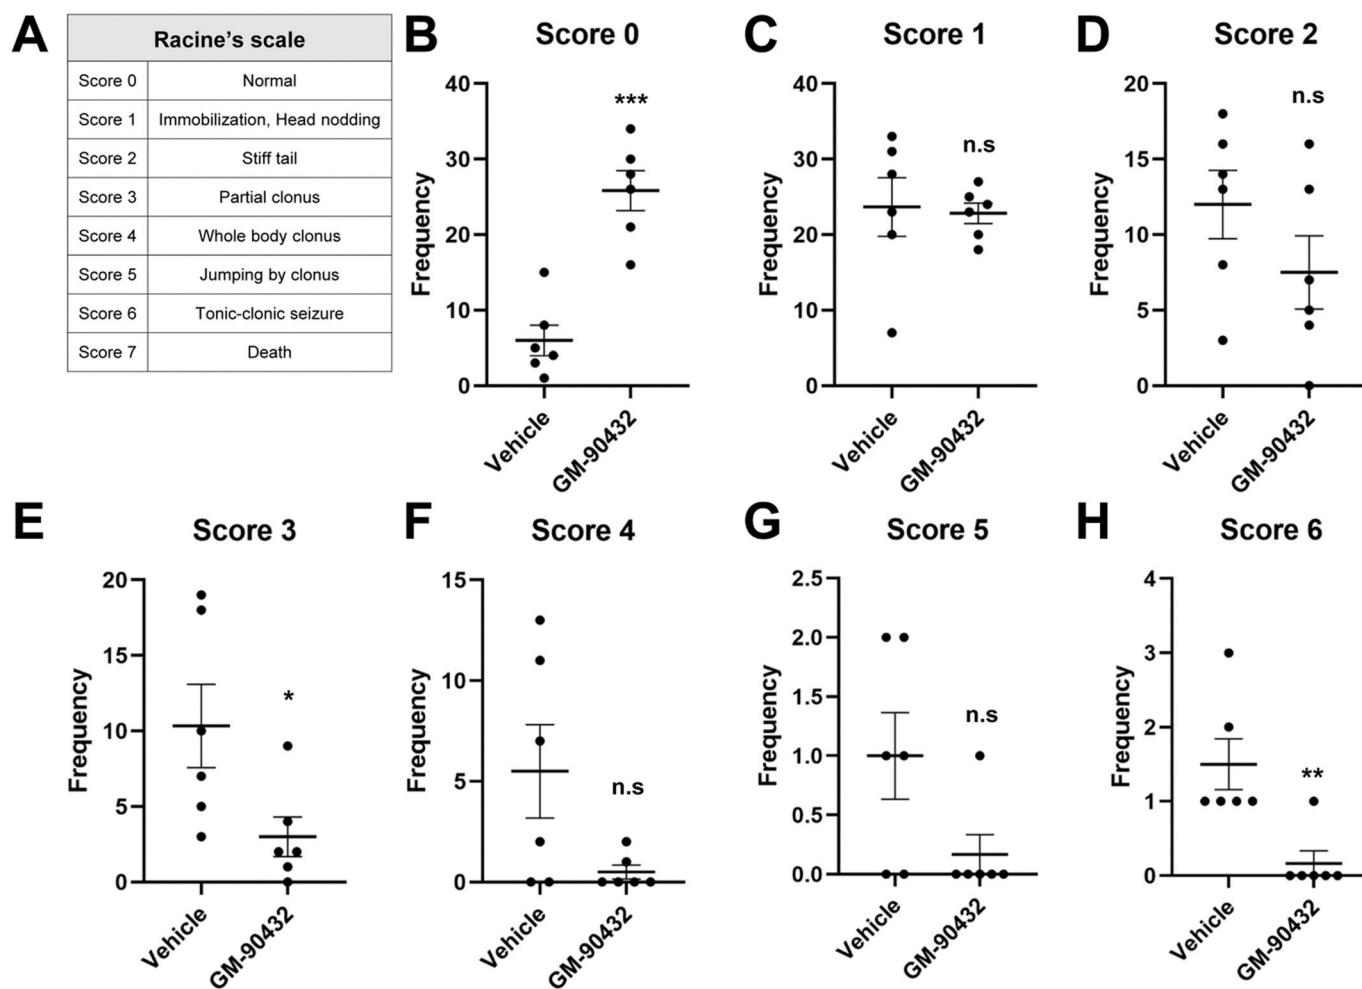 A
Racine's scale
Score 0 Normal
Score 1 Immobilization, Head nodding
Score 2 Stiff tail
Score 3 Partial clonus
Score 4 Whole body clonus
Score 5 Jumping by clonus
Score 6 Tonic-clonic seizure
Score 7 Death
B Score 0
Frequency
40
30
20
10
0
***
Vehicle
GM-90432
C Score 1
Frequency
40
30
20
10
0
n.s
Vehicle
GM-90432
D Score 2
Frequency
20
15
10
5
0
n.s
Vehicle
GM-90432
E Score 3
Frequency
20
15
10
5
0
*
Vehicle
GM-90432
F Score 4
Frequency
15
10
5
0
n.s
Vehicle
GM-90432
G Score 5
Frequency
2.5
2.0
1.5
1.0
0.5
0.0
n.s
Vehicle
GM-90432
H Score 6
Frequency
4
3
2
1
0
**
Vehicle
GM-90432